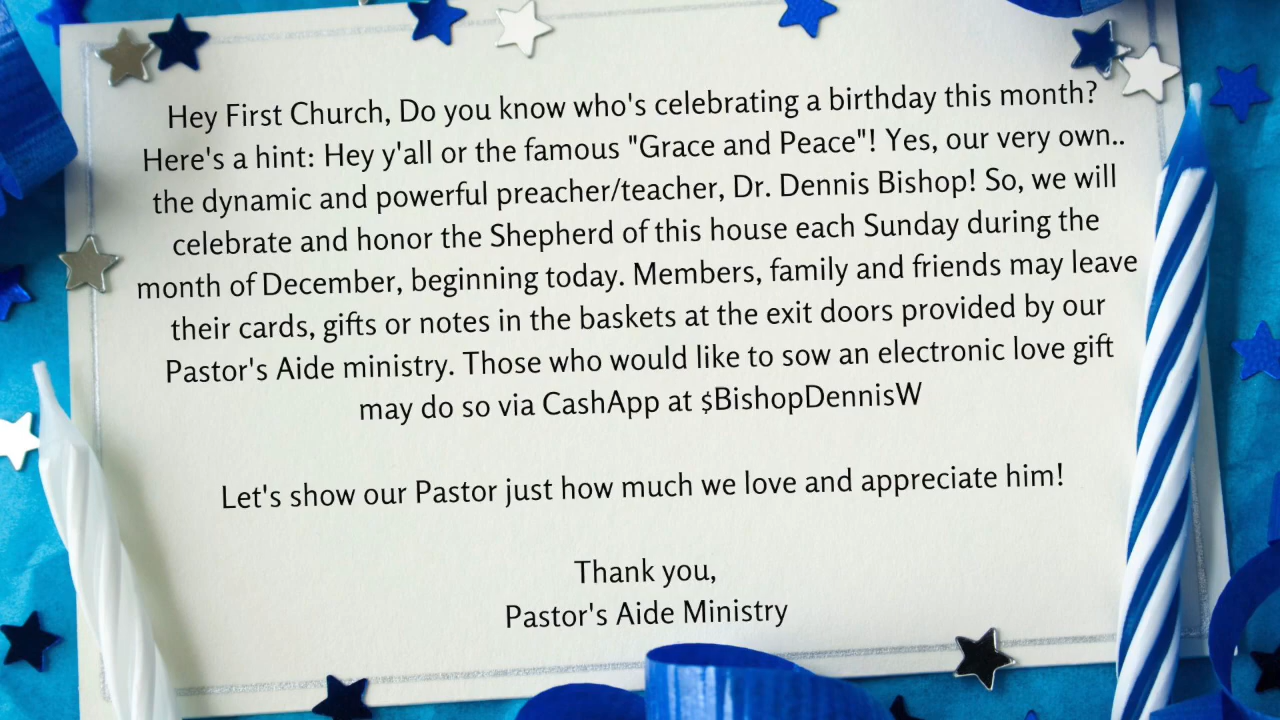 Hey First Church, Do you know who's celebrating a birthday this month?
Here's a hint: Hey y'all or the famous "Grace and Peace"! Yes, our very own..
the dynamic and powerful preacher/teacher, Dr. Dennis Bishop! So, we will
celebrate and honor the Shepherd of this house each Sunday during the
month of December, beginning today. Members, family and friends may leave
their cards, gifts or notes in the baskets at the exit doors provided by our
Pastor's Aide ministry. Those who would like to sow an electronic love gift
may do so via CashApp at $BishopDennisW
Let's show our Pastor just how much we love and appreciate him!
Thank you,
Pastor's Aide Ministry